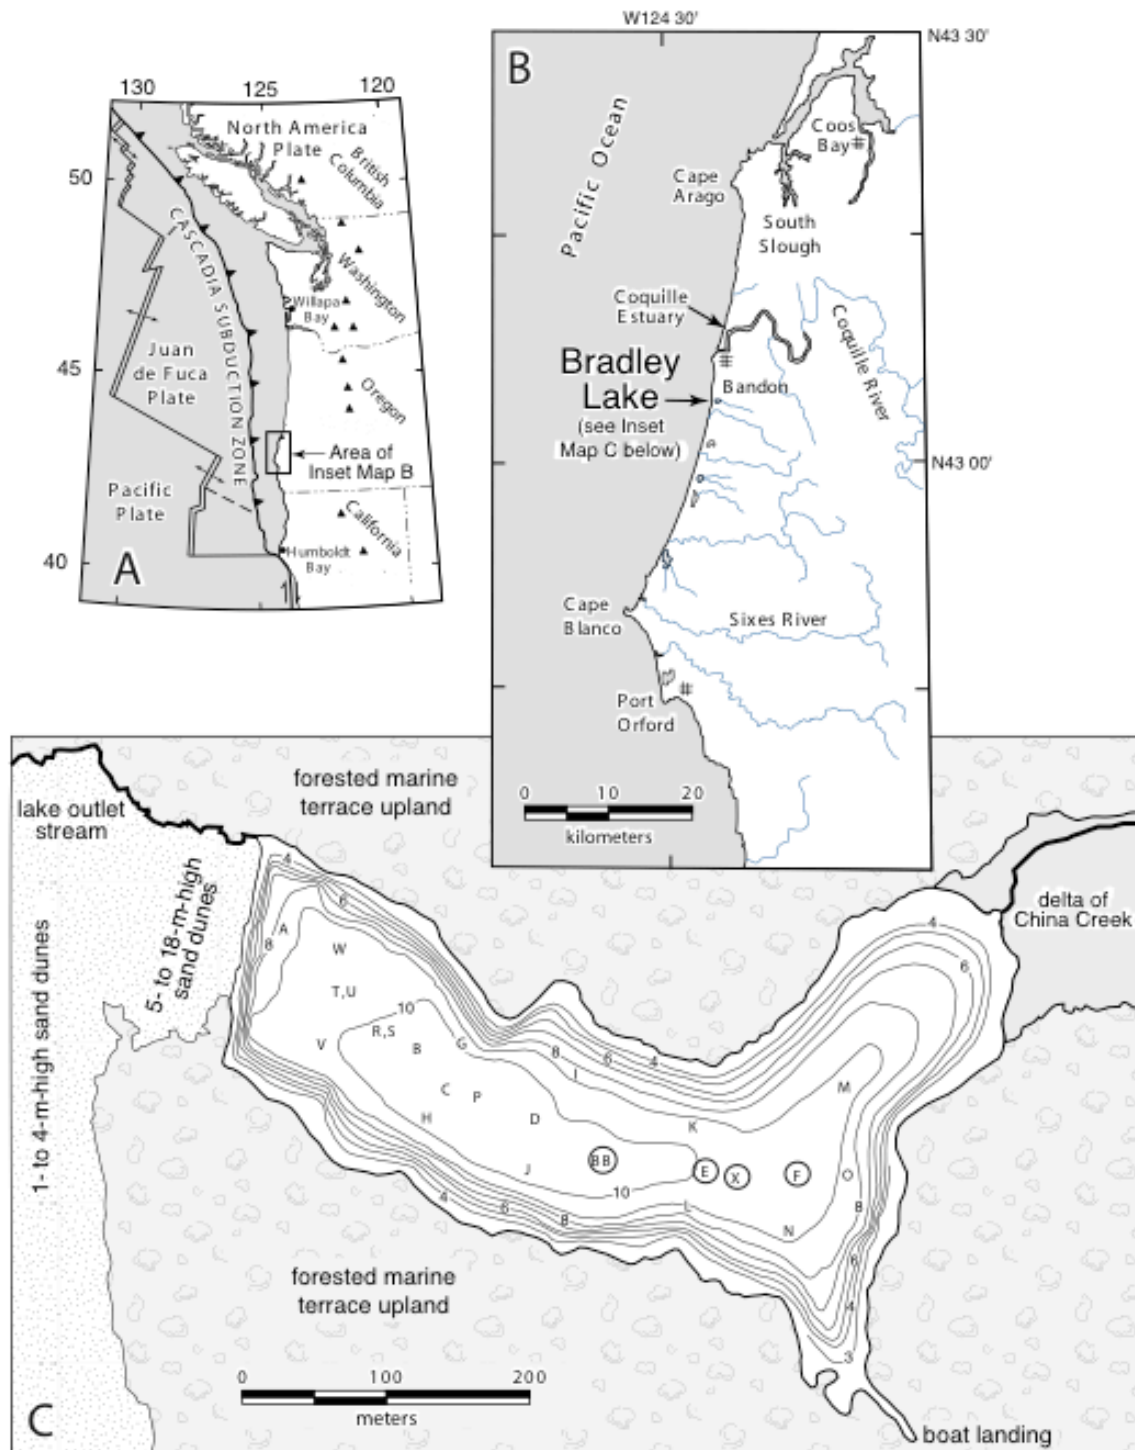 130
125
120
50
45
40
North America
Plate
British
Columbia
CASCADIA SUBDUCTION ZONE
Washington
Willapa
Bay
Juan
de Fuca
Plate
Oregon
Area of
Inset Map B
Pacific
Plate
California
Humboldt
Bay
A
W124 30'
N43 30'
B
Pacific Ocean
Coos
Bay
Cape
Arago
South
Slough
Coquille
Estuary
Coquille River
Bradley
Lake
(see Inset
Map C below)
Bandon
N43 00'
Cape
Blanco
Sixes River
Port
Orford
0 10 20
kilometers
forested marine
terrace upland
lake outlet
stream
5- to 18-m-high
sand dunes
1- to 4-m-high sand dunes
delta of
China Creek
4
6
8
A
W
T,U
V
10
R,S
B
G
C
P
H
D
J
8
6
4
I
K
M
4
6
BB
E
X
F
O
10
L
N
8
6
4
3
4
6
8
forested marine
terrace upland
0 100 200
meters
C
boat landing